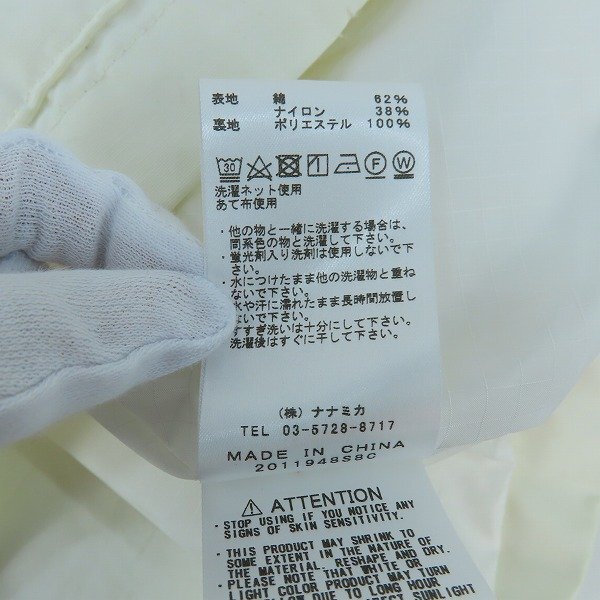 表地 綿 62%
ナイロン 38%
裏地 ポリエステル 100%
30
洗濯ネット使用
あて布使用
・他の物と一緒に洗濯する場合は、
同系色の物と洗濯して下さい。
・蛍光剤入り洗剤は使用しないで下
さい。
・水につけたまま他の洗濯物と重ね
ないで下さい。
水や汗に濡れたまま長時間放置し
ないで下さい。
すすぎ洗いは十分にして下さい。
洗濯後はすぐに干して下さい。
(株) ナナミカ
TEL 03-5728-8717
MADE IN CHINA
2011948S8C
ATTENTION
・STOP USING IF YOU NOTICE ANY
SIGNS OF SKIN SENSITIVITY.
・THIS PRODUCT MAY SHRINK TO
SOME EXTENT IN THE NATURE OF
THE MATERIAL. RESHAPE AND DRY.
・PLEASE NOTE THAT WHITE OR
LIGHT COLOR PRODUCT MAY TURN
DUE TO LONG HOUR
SUNLIGHT